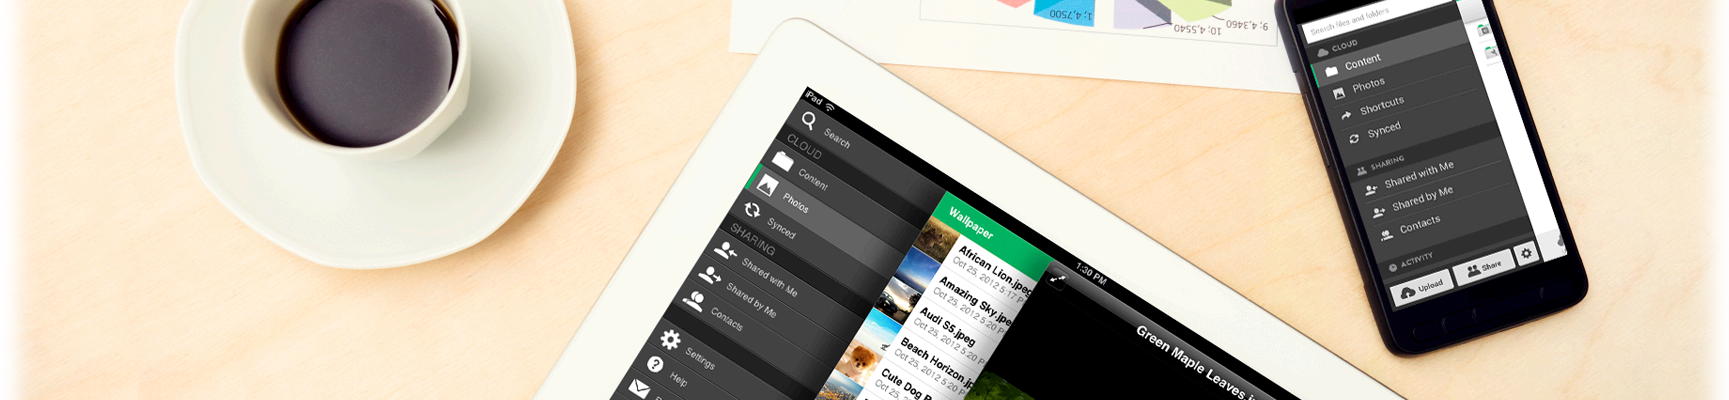 1; 4,7500
10; 4,5540
9; 4,3460
iPad
Search
CLOUD
Content
Photos
Synced
SHARING
Shared with Me
Shared by Me
Contacts
Settings
Help
Wallpaper
African Lion.jpeg
Oct 25, 2012 5:17 P
Amazing Sky.jpe
Oct 25, 2012 5:20 P
Audi S5.jpeg
Oct 25, 2012 5:20 P
Beach Horizon.jp
Oct 25, 2012 5:20 P
Cute Dog P
Oct 25,
1:30 PM
Green Maple Leaves.j
Search files and folders
CLOUD
Content
Photos
Shortcuts
Synced
SHARING
Shared with Me
Shared by Me
Contacts
ACTIVITY
Upload
Share